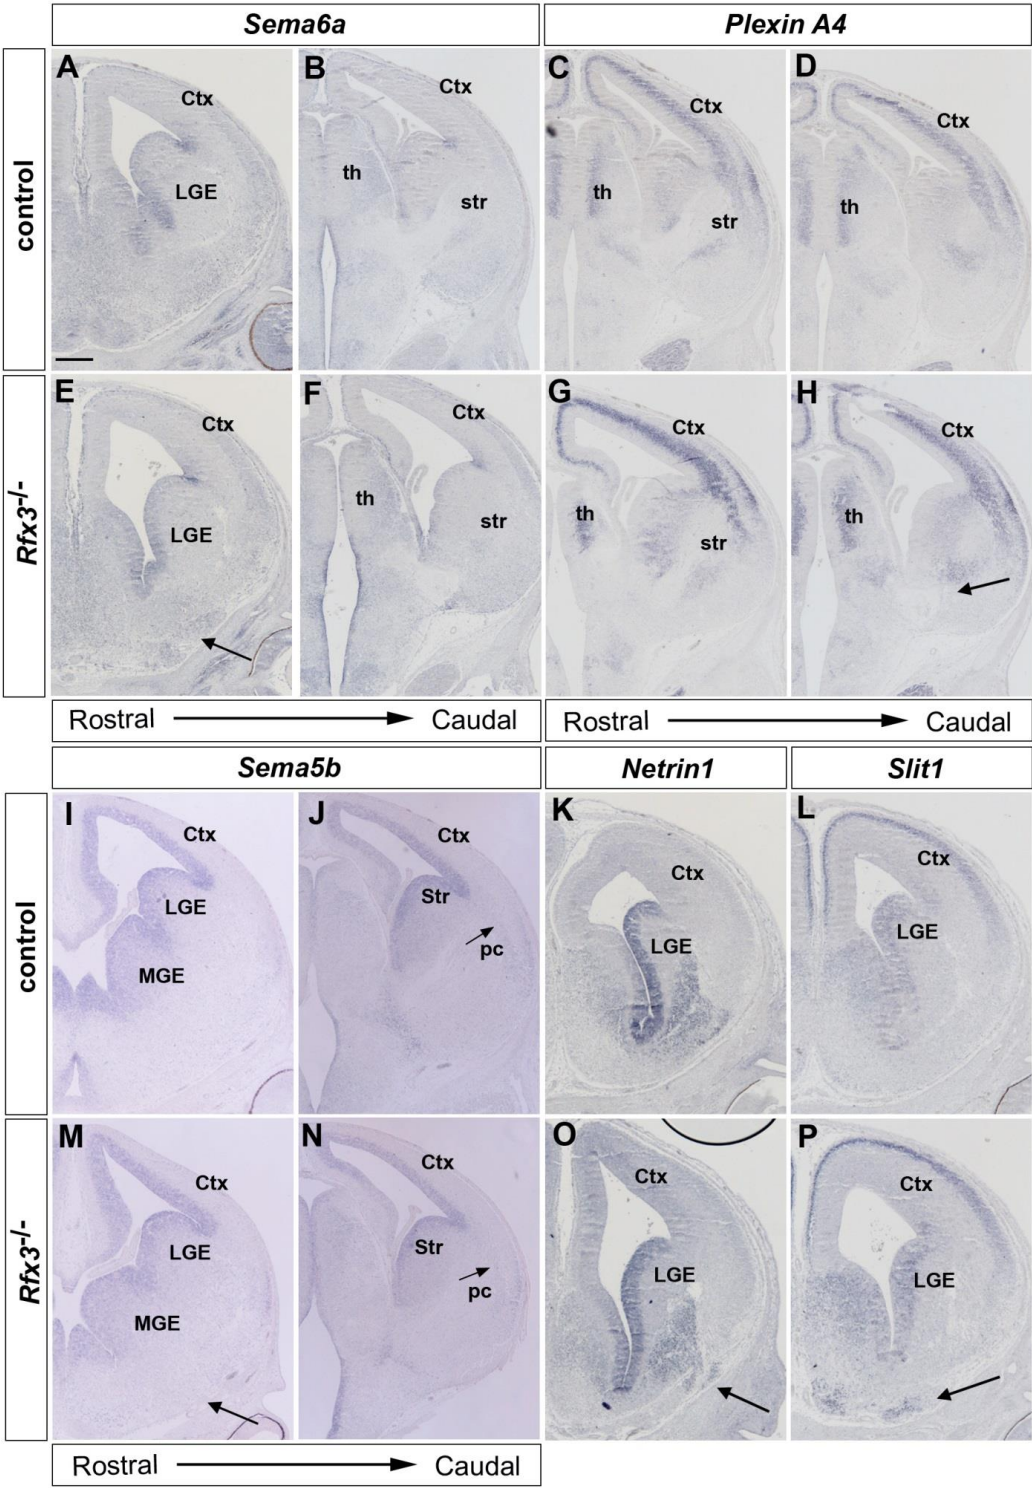 Sema6a
Plexin A4
control
A
Ctx
LGE
B
Ctx
th
str
C
Ctx
th
str
D
Ctx
th
Rfx3-/-
E
Ctx
LGE
F
Ctx
th
str
G
Ctx
th
str
H
Ctx
th
Rostral
Caudal
Rostral
Caudal
Sema5b
Netrin1
Slit1
control
I
Ctx
LGE
MGE
J
Ctx
Str
pc
K
Ctx
LGE
L
Ctx
LGE
Rfx3-/-
M
Ctx
LGE
MGE
N
Ctx
Str
pc
O
Ctx
LGE
P
Ctx
LGE
Rostral
Caudal